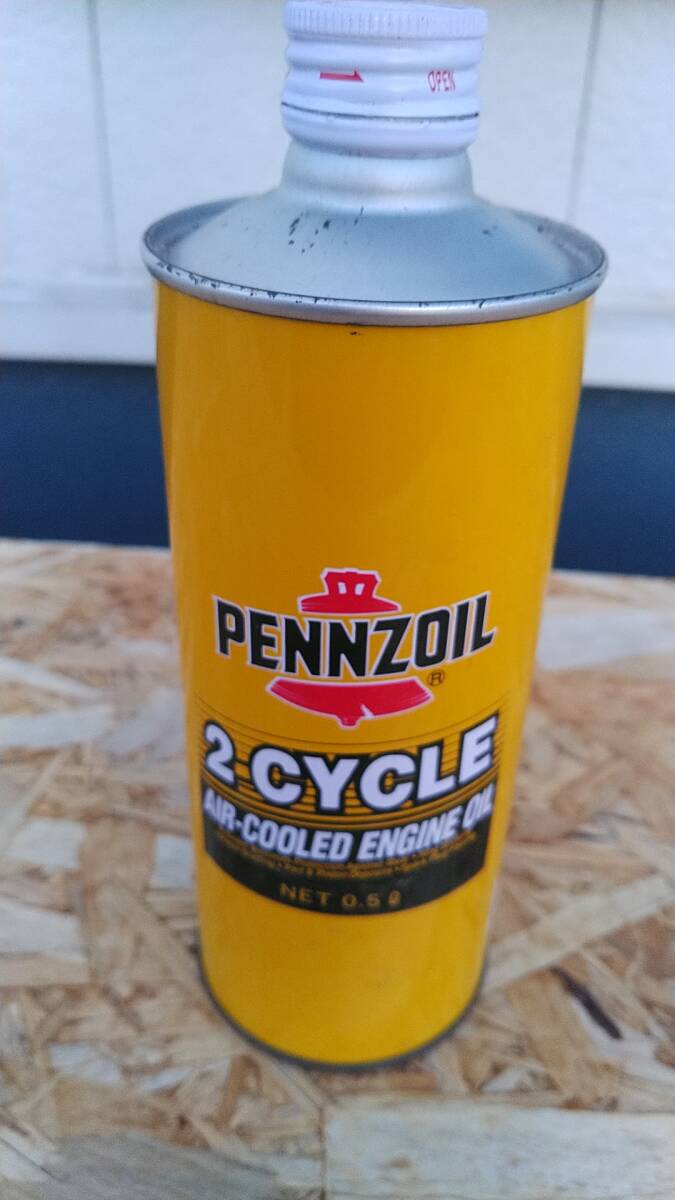 OPEN
PENNZOIL
®
2-CYCLE
AIR-COOLED ENGINE OIL
NET 0.5ℓ